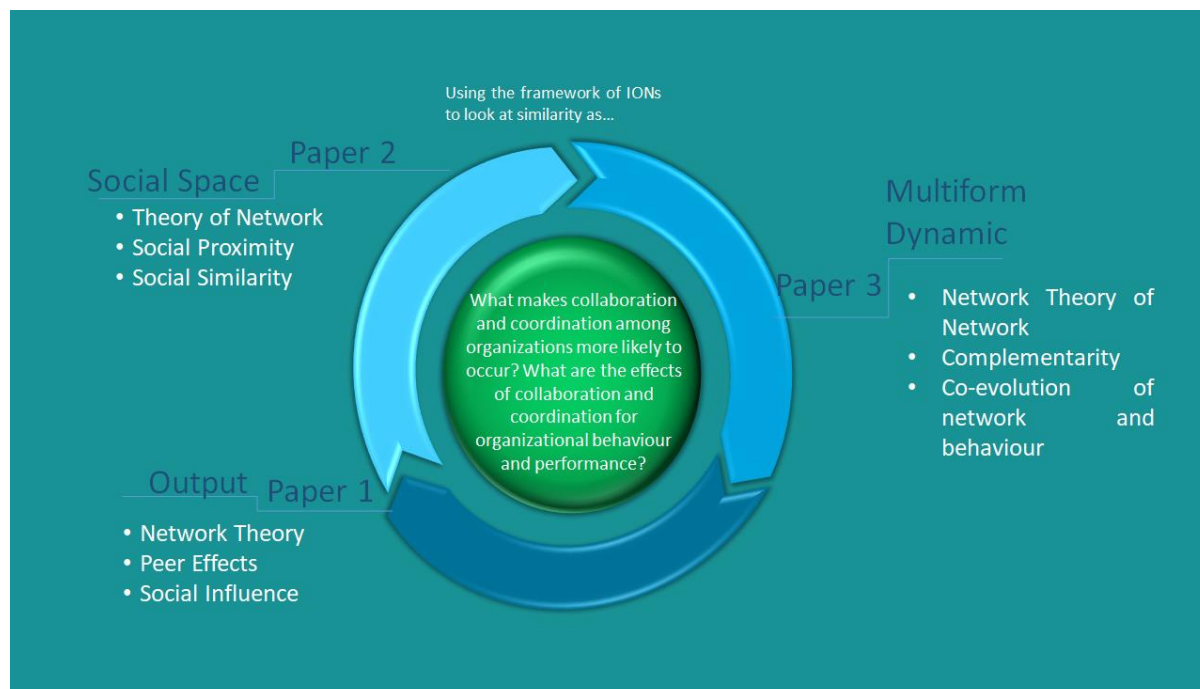 Using the framework of IONs
to look at similarity as...
Paper 2
Social Space
• Theory of Network
• Social Proximity
• Social Similarity
Multiform
Dynamic
Paper 3
• Network Theory of
Network
• Complementarity
• Co-evolution of
network and
behaviour
What makes collaboration
and coordination among
organizations more likely to
occur? What are the effects
of collaboration and
coordination for
organizational behaviour
and performance?
Output
Paper 1
• Network Theory
• Peer Effects
• Social Influence